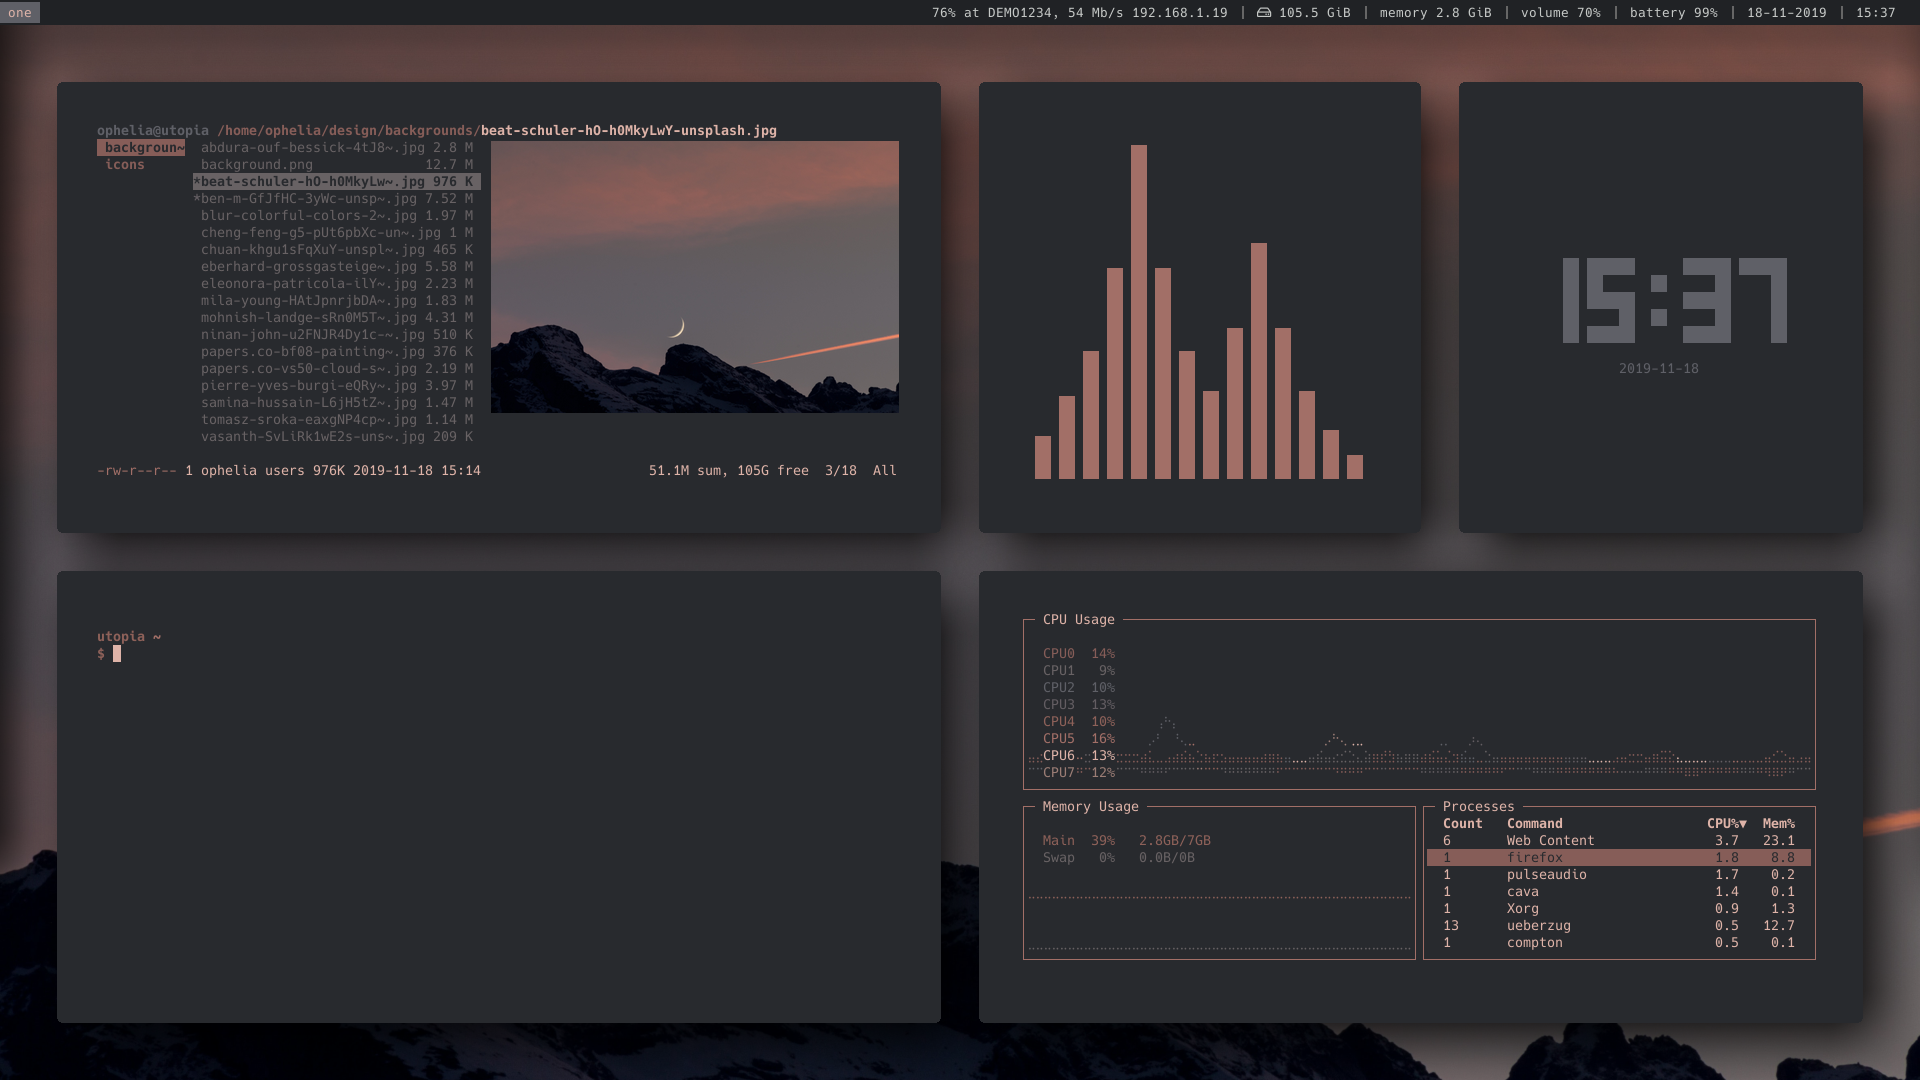 one
76% at DEMO1234, 54 Mb/s 192.168.1.19 | 105.5 GiB | memory 2.8 GiB | volume 70% | battery 99% | 18-11-2019 | 15:37
ophelia@utopia /home/ophelia/design/backgrounds/beat-schuler-hO-h0MkyLwY-unsplash.jpg
backgroun~ abdura-ouf-bessick-4tJ8~.jpg 2.8 M
icons background.png 12.7 M
*beat-schuler-hO-h0MkyLw~.jpg 976 K
*ben-m-GfJfHC-3yWc-unsp~.jpg 7.52 M
blur-colorful-colors-2~.jpg 1.97 M
cheng-feng-g5-pUt6pbXc-un~.jpg 1 M
chuan-khgu1sFqXuY-unspl~.jpg 465 K
eberhard-grossgasteige~.jpg 5.58 M
eleonora-patricola-ilY~.jpg 2.23 M
mila-young-HAtJpnrjbDA~.jpg 1.83 M
mohnish-landge-sRn0M5T~.jpg 4.31 M
ninan-john-u2FNJR4Dy1c-~.jpg 510 K
papers.co-bf08-painting~.jpg 376 K
papers.co-vs50-cloud-s~.jpg 2.19 M
pierre-yves-burgi-eQRy~.jpg 3.97 M
samina-hussain-L6jH5tZ~.jpg 1.47 M
tomasz-sroka-eaxgNP4cp~.jpg 1.14 M
vasanth-SvLiRk1wE2s-uns~.jpg 209 K
-rw-r--r-- 1 ophelia users 976K 2019-11-18 15:14 51.1M sum, 105G free 3/18 All
15:37
2019-11-18
utopia ~
$
CPU Usage
CPU0 14%
CPU1 9%
CPU2 10%
CPU3 13%
CPU4 10%
CPU5 16%
CPU6 13%
CPU7 12%
Memory Usage
Main 39% 2.8GB/7GB
Swap 0% 0.0B/0B
Processes
Count Command CPU%▼ Mem%
6 Web Content 3.7 23.1
1 firefox 1.8 8.8
1 pulseaudio 1.7 0.2
1 cava 1.4 0.1
1 Xorg 0.9 1.3
13 ueberzug 0.5 12.7
1 compton 0.5 0.1